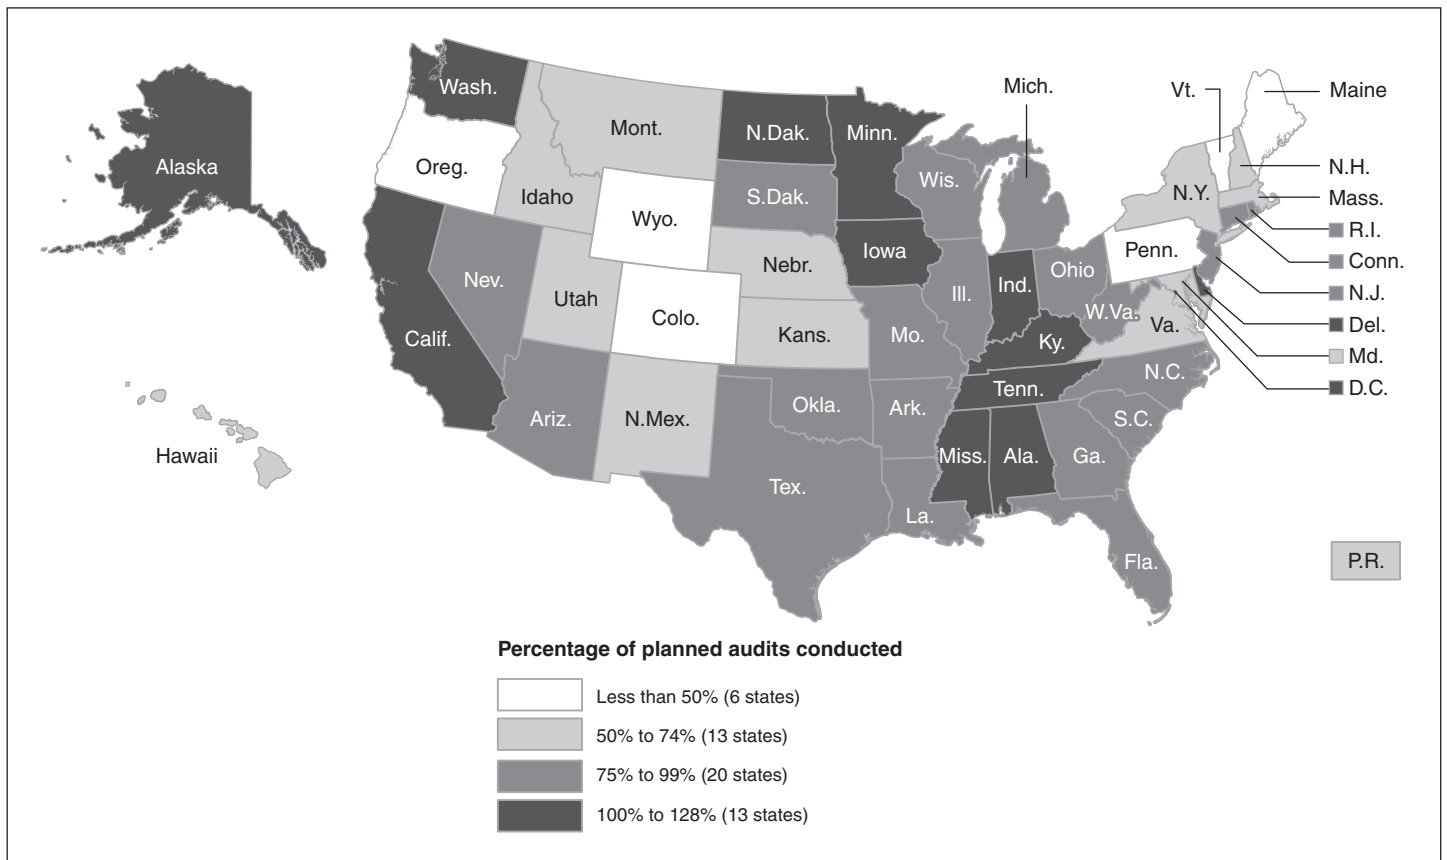 Mich.
Vt.
Maine
Wash.
Mont.
N.Dak.
Minn.
Alaska
Oreg.
Idaho
Wyo.
S.Dak.
Wis.
N.Y.
N.H.
Mass.
R.I.
Conn.
N.J.
Del.
Md.
D.C.
Nev.
Utah
Colo.
Nebr.
Iowa
Ill.
Ind.
Ohio
Penn.
Calif.
Kans.
Mo.
Ky.
W.Va.
Va.
Ariz.
N.Mex.
Okla.
Ark.
Tenn.
N.C.
S.C.
Hawaii
Tex.
La.
Miss.
Ala.
Ga.
Fla.
P.R.
Percentage of planned audits conducted
Less than 50% (6 states)
50% to 74% (13 states)
75% to 99% (20 states)
100% to 128% (13 states)